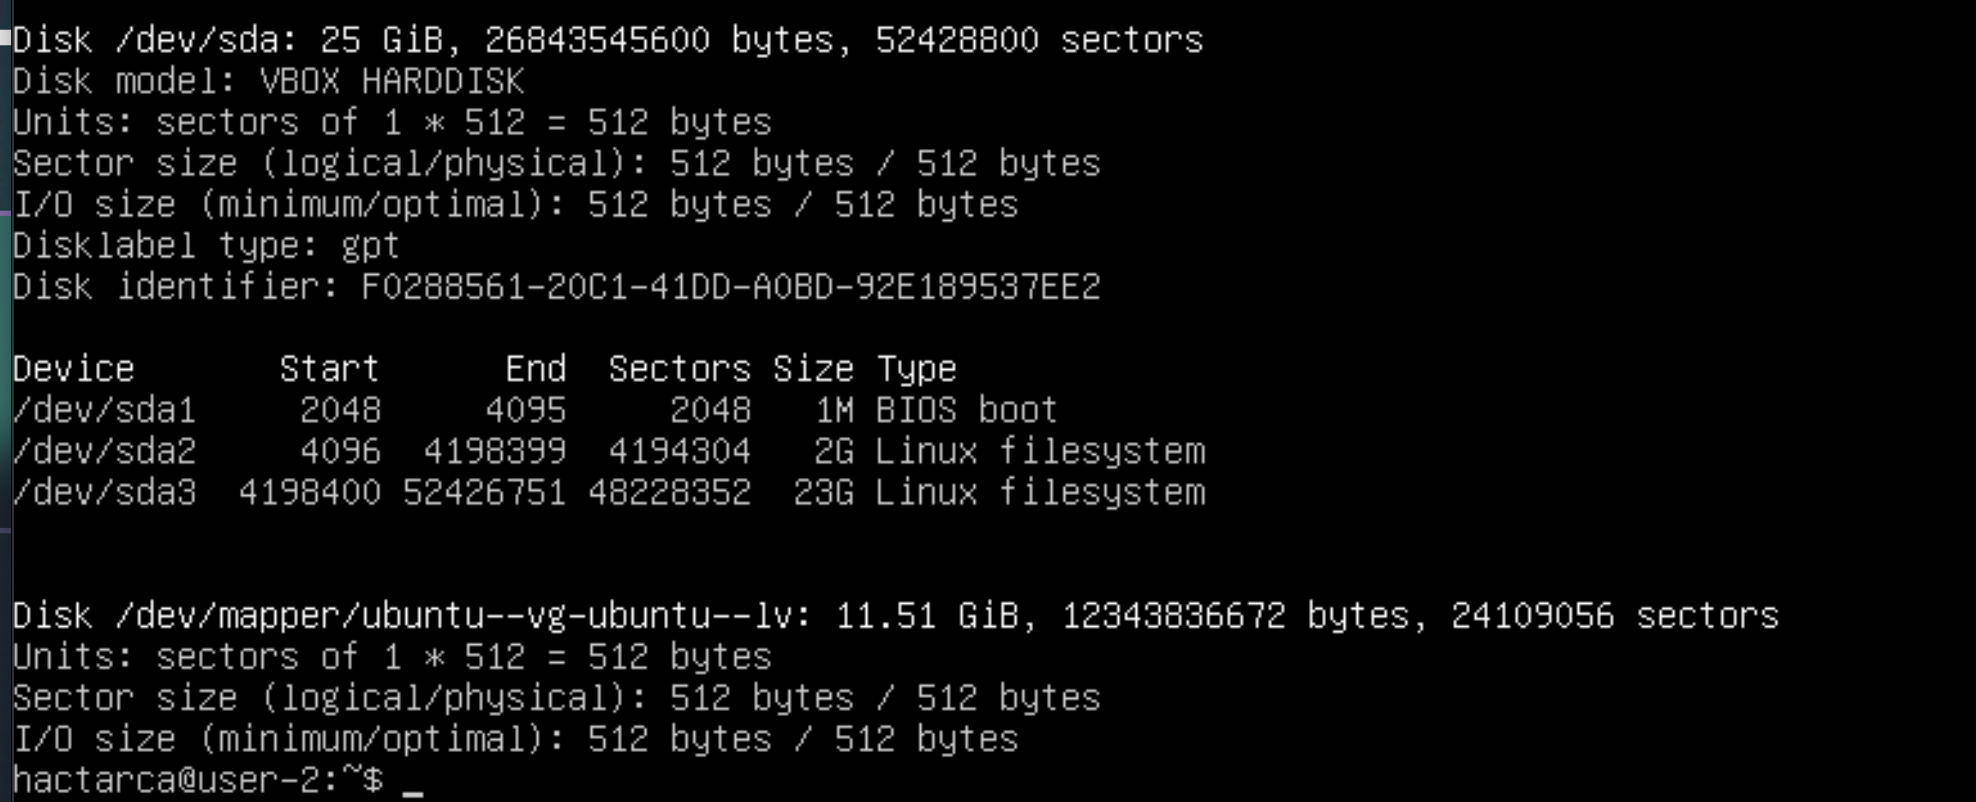 Disk /dev/sda: 25 GiB, 26843545600 bytes, 52428800 sectors
Disk model: VBOX HARDDISK
Units: sectors of 1 * 512 = 512 bytes
Sector size (logical/physical): 512 bytes / 512 bytes
I/O size (minimum/optimal): 512 bytes / 512 bytes
Disklabel type: gpt
Disk identifier: F0288561-20C1-41DD-A0BD-92E189537EE2
Device       Start      End  Sectors Size Type
/dev/sda1     2048     4095     2048   1M BIOS boot
/dev/sda2     4096  4198399  4194304   2G Linux filesystem
/dev/sda3  4198400 52426751 48228352  23G Linux filesystem
Disk /dev/mapper/ubuntu--vg-ubuntu--lv: 11.51 GiB, 12343836672 bytes, 24109056 sectors
Units: sectors of 1 * 512 = 512 bytes
Sector size (logical/physical): 512 bytes / 512 bytes
I/O size (minimum/optimal): 512 bytes / 512 bytes
hactarca@user-2:~$ _